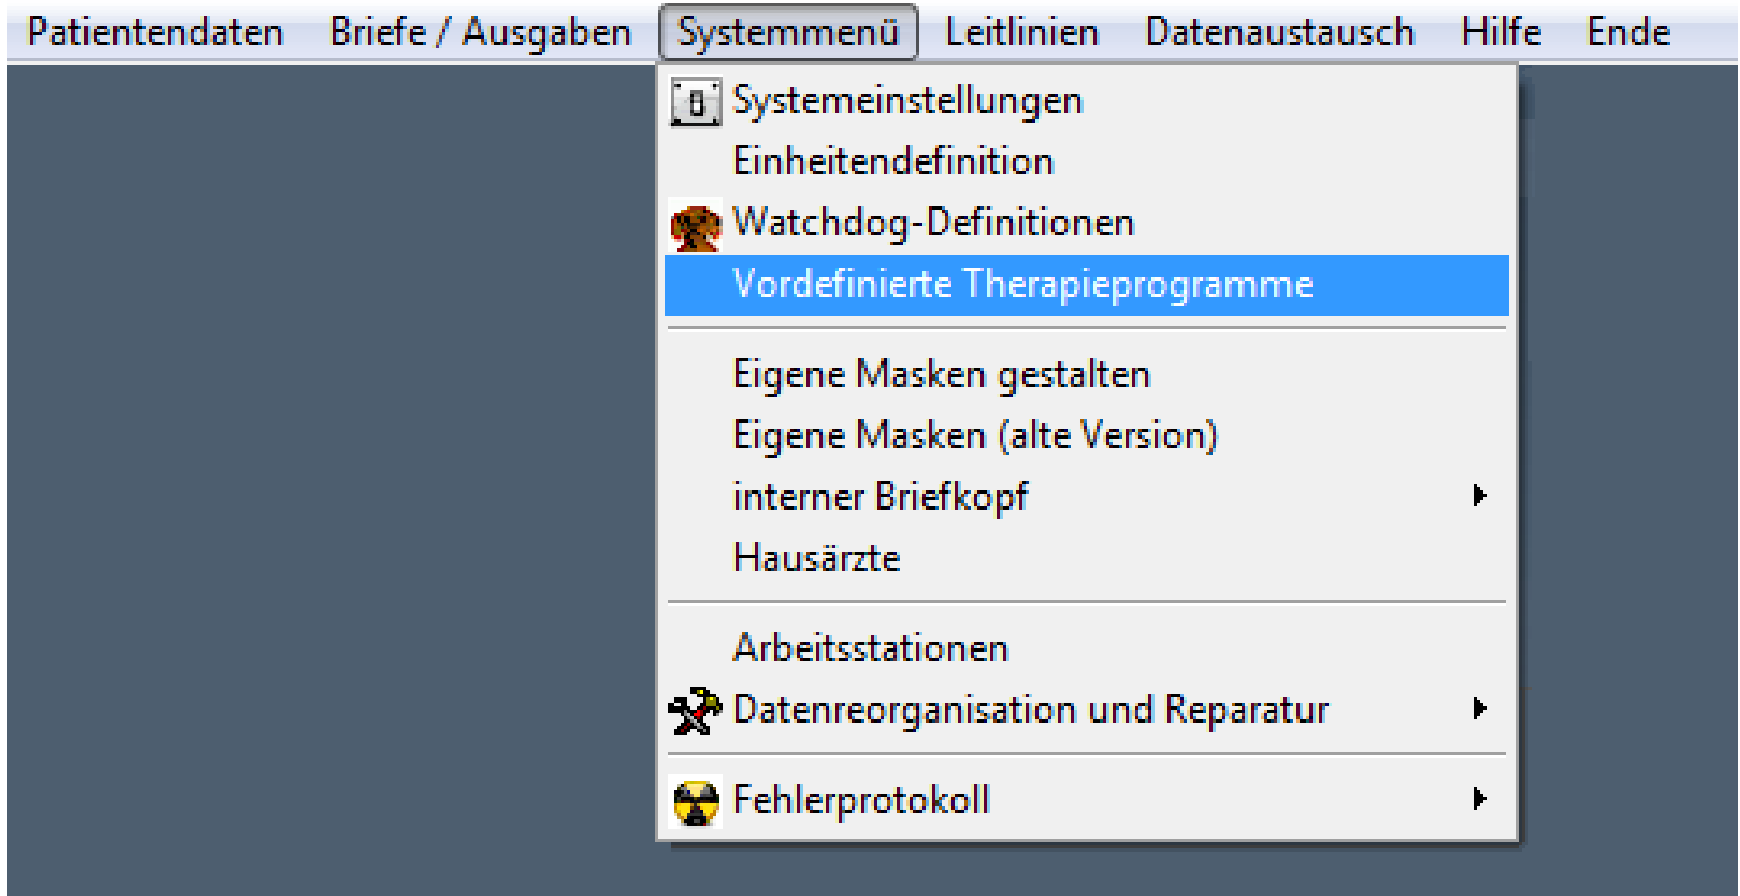 Patientendaten Briefe / Ausgaben Systemmenü Leitlinien Datenaustausch Hilfe Ende
Systemeinstellungen
Einheitendefinition
Watchdog-Definitionen
Vordefinierte Therapieprogramme
Eigene Masken gestalten
Eigene Masken (alte Version)
interner Briefkopf
Hausärzte
Arbeitsstationen
Datenreorganisation und Reparatur
Fehlerprotokoll